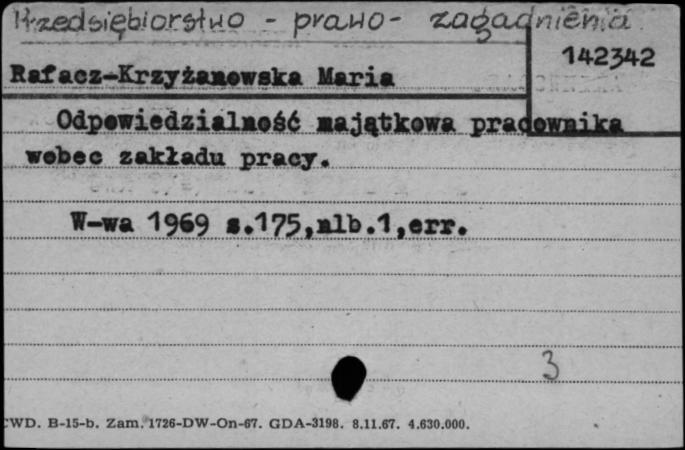 Przedsiębiorstwo - prawo - zagadnienia
142342
Rafacz-Krzyżanowska Maria
Odpowiedzialność majątkowa pracownika
wobec zakładu pracy.
W-wa 1969 s.175,nlb.1,err.
3
CWD. B-15-b. Zam. 1726-DW-On-67. GDA-3198. 8.11.67. 4.630.000.